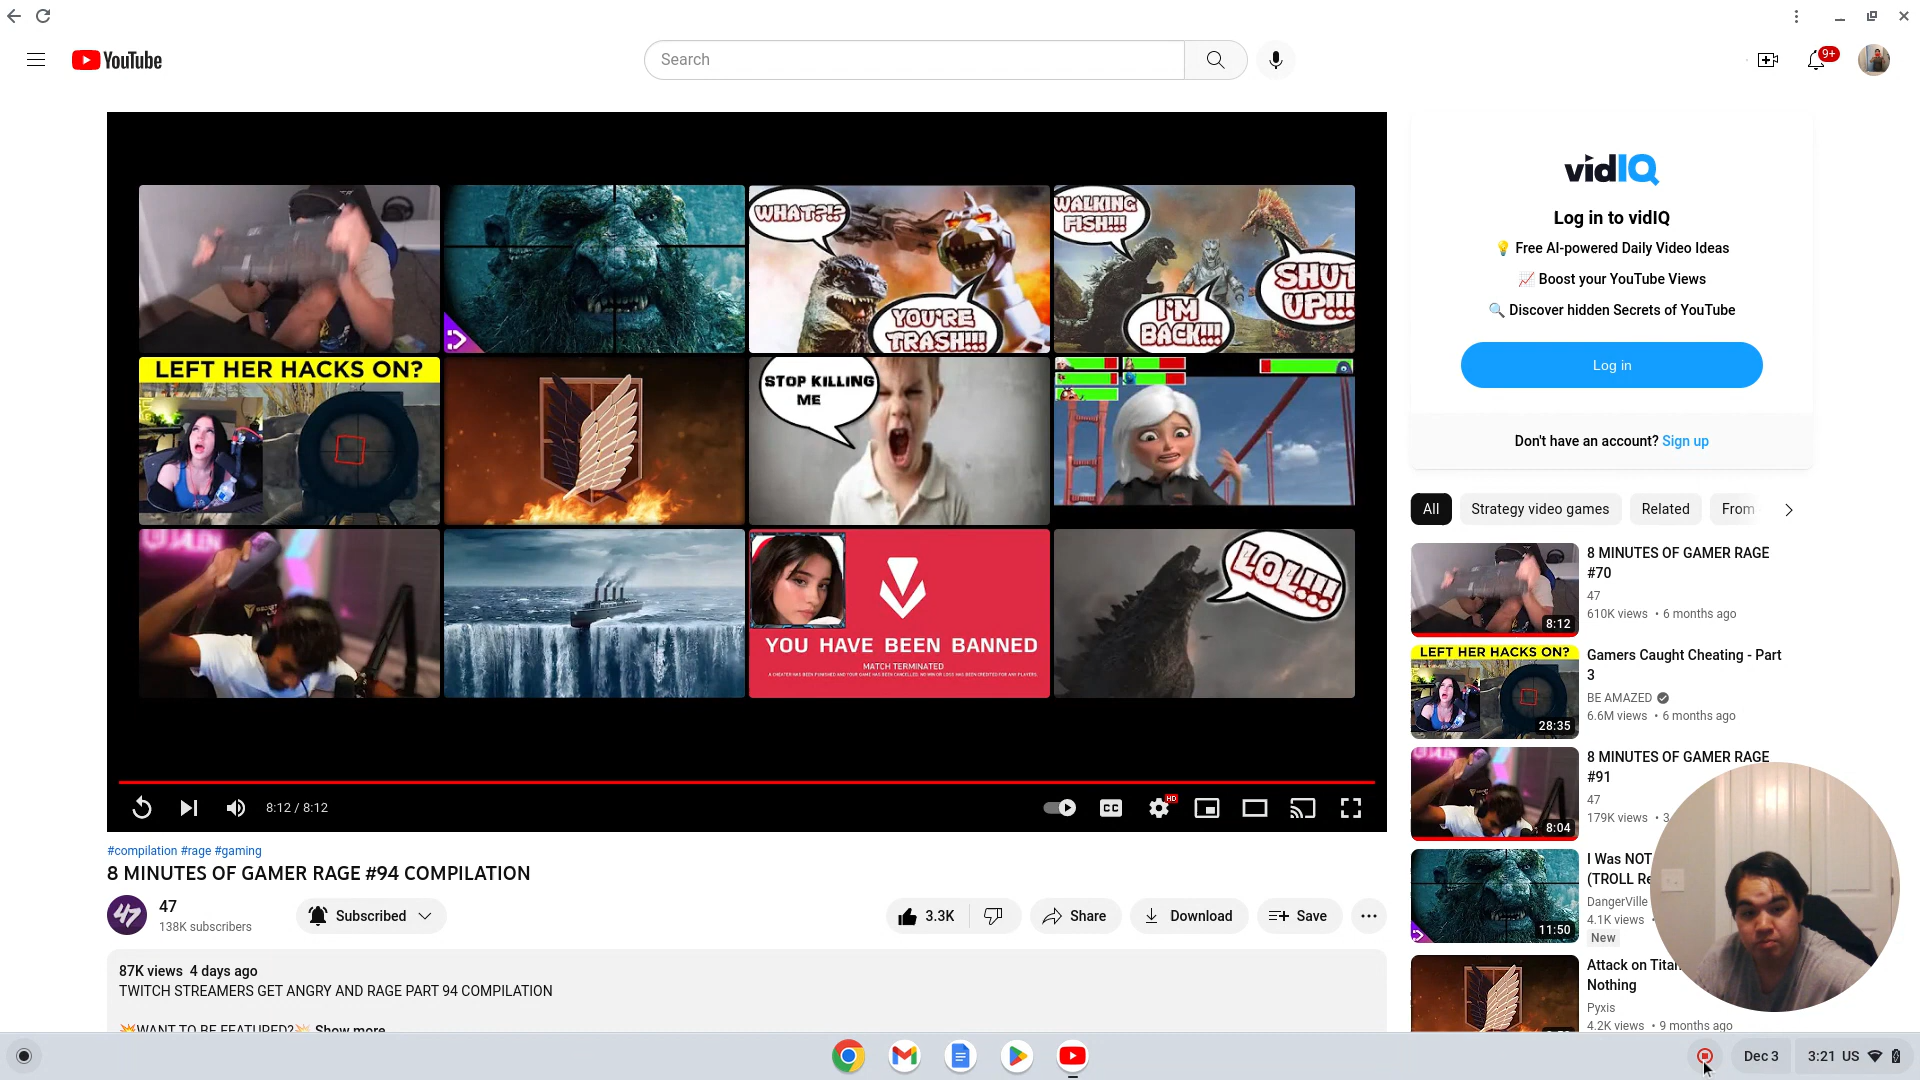 YouTube
Search
9+
WHAT?!?
YOU'RE
TRASH!!!
WALKING
FISH!!!
I'M
BACK!!!
SHUT
UP!!!
LEFT HER HACKS ON?
STOP KILLING
ME
YOU HAVE BEEN BANNED
MATCH TERMINATED
LOL!!!
8:12 / 8:12
CC
HD
#compilation #rage #gaming
8 MINUTES OF GAMER RAGE #94 COMPILATION
47
138K subscribers
Subscribed
3.3K
Share
Download
Save
87K views 4 days ago
TWITCH STREAMERS GET ANGRY AND RAGE PART 94 COMPILATION
💥WANT TO BE FEATURED?💥 Show more
vidIQ
Log in to vidIQ
💡 Free AI-powered Daily Video Ideas
📈 Boost your YouTube Views
🔍 Discover hidden Secrets of YouTube
Log in
Don't have an account? Sign up
All
Strategy video games
Related
From
8:12
8 MINUTES OF GAMER RAGE
#70
47
610K views • 6 months ago
LEFT HER HACKS ON?
28:35
Gamers Caught Cheating - Part
3
BE AMAZED
6.6M views • 6 months ago
8:04
8 MINUTES OF GAMER RAGE
#91
47
179K views • 3
11:50
I Was NOT
(TROLL Re
DangerVille
4.1K views •
New
Attack on Titan
Nothing
Pyxis
4.2K views • 9 months ago
Dec 3
3:21 US